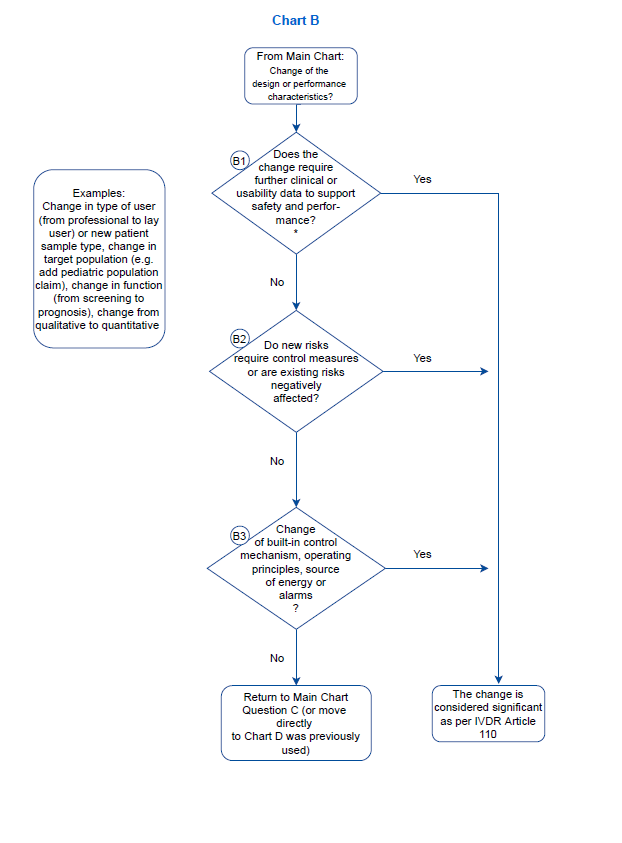 Chart B
From Main Chart:
Change of the
design or performance
characteristics?
B1
Does the
change require
further clinical or
usability data to support
safety and perfor-
mance?
*
Yes
Examples:
Change in type of user
(from professional to lay
user) or new patient
sample type, change in
target population (e.g.
add pediatric population
claim), change in function
(from screening to
prognosis), change from
qualitative to quantitative
No
B2
Do new risks
require control measures
or are existing risks
negatively
affected?
Yes
No
B3
Change
of built-in control
mechanism, operating
principles, source
of energy or
alarms
?
Yes
No
Return to Main Chart
Question C (or move
directly
to Chart D was previously
used)
The change is
considered significant
as per IVDR Article
110